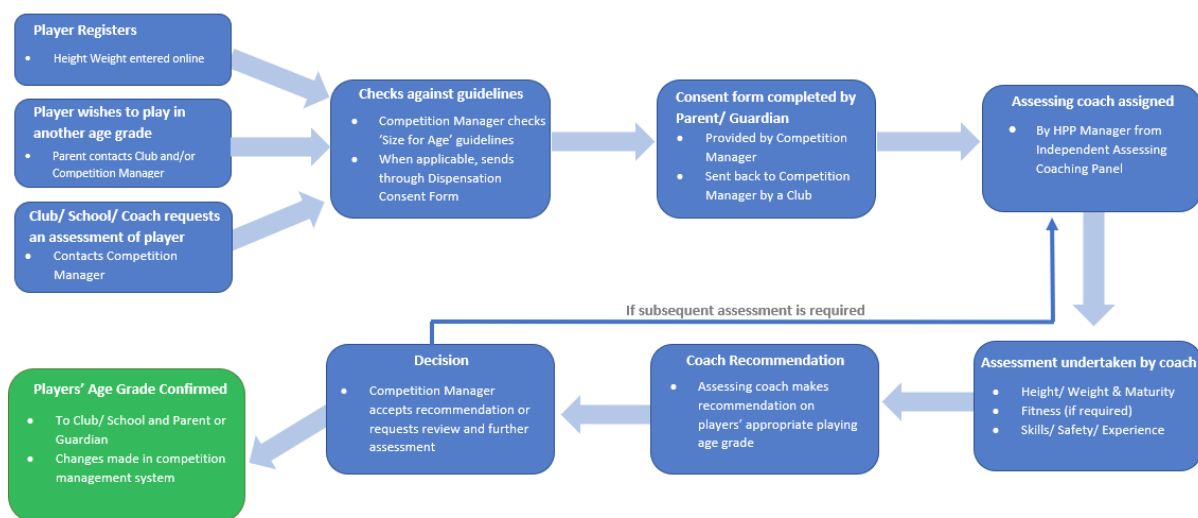 Player Registers
• Height Weight entered online
Player wishes to play in
another age grade
• Parent contacts Club and/or
Competition Manager
Club/ School/ Coach requests
an assessment of player
• Contacts Competition
Manager
Checks against guidelines
• Competition Manager checks
‘Size for Age’ guidelines
• When applicable, sends
through Dispensation
Consent Form
Consent form completed by
Parent/ Guardian
• Provided by Competition
Manager
• Sent back to Competition
Manager by a Club
Assessing coach assigned
• By HPP Manager from
Independent Assessing
Coaching Panel
If subsequent assessment is required
Assessment undertaken by coach
• Height/ Weight & Maturity
• Fitness (if required)
• Skills/ Safety/ Experience
Coach Recommendation
• Assessing coach makes
recommendation on
players’ appropriate playing
age grade
Decision
• Competition Manager
accepts recommendation or
requests review and further
assessment
Players’ Age Grade Confirmed
• To Club/ School and Parent or
Guardian
• Changes made in competition
management system